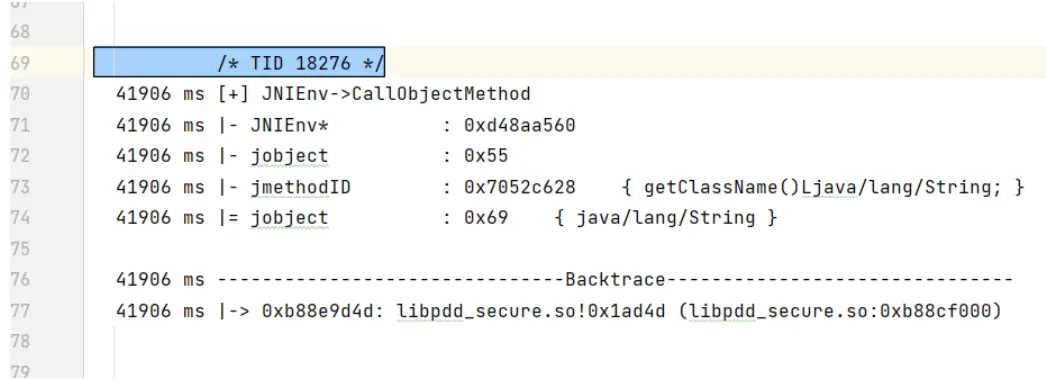 67
68
69 /* TID 18276 */
70 41906 ms [+] JNIEnv->CallObjectMethod
71 41906 ms |- JNIEnv* : 0xd48aa560
72 41906 ms |- jobject : 0x55
73 41906 ms |- jmethodID : 0x7052c628 { getClassName()Ljava/lang/String; }
74 41906 ms |= jobject : 0x69 { java/lang/String }
75
76 41906 ms ------------------------------Backtrace------------------------------
77 41906 ms |-> 0xb88e9d4d: libpdd_secure.so!0x1ad4d (libpdd_secure.so:0xb88cf000)
78
79